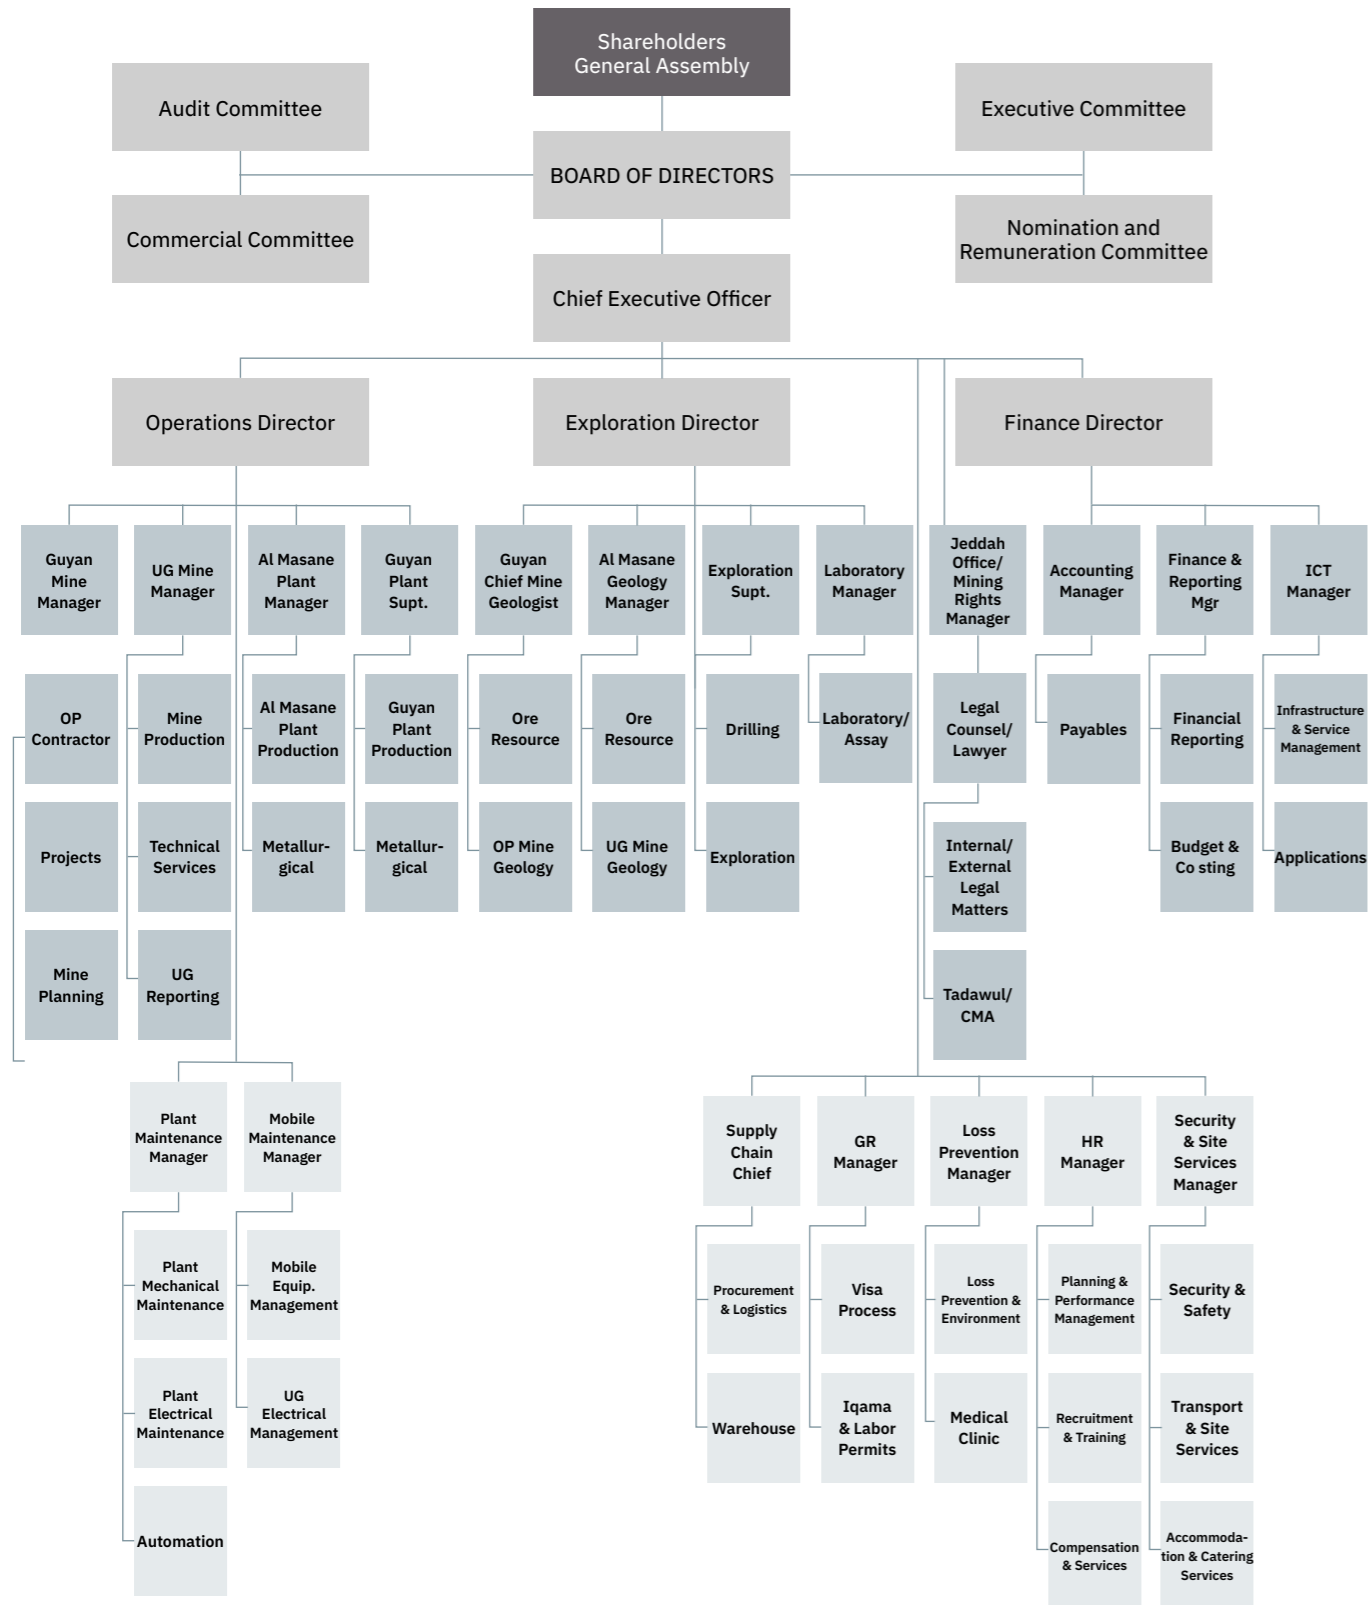 Shareholders
General Assembly
Audit Committee
Executive Committee
BOARD OF DIRECTORS
Commercial Committee
Nomination and
Remuneration Committee
Chief Executive Officer
Operations Director
Exploration Director
Finance Director
Guyan
Mine
Manager
UG Mine
Manager
Al Masane
Plant
Manager
Guyan
Plant
Supt.
Guyan
Chief Mine
Geologist
Al Masane
Geology
Manager
Exploration
Supt.
Laboratory
Manager
Jeddah
Office/
Mining
Rights
Manager
Accounting
Manager
Finance &
Reporting
Mgr
ICT
Manager
OP
Contractor
Mine
Production
Al Masane
Plant
Production
Guyan
Plant
Production
Ore
Resource
Ore
Resource
Drilling
Laboratory/
Assay
Legal
Counsel/
Lawyer
Payables
Financial
Reporting
Infrastructure
& Service
Management
Projects
Technical
Services
Metallur-
gical
Metallur-
gical
OP Mine
Geology
UG Mine
Geology
Exploration
Internal/
External
Legal
Matters
Budget &
Co sting
Applications
Mine
Planning
UG
Reporting
Tadawul/
CMA
Plant
Maintenance
Manager
Mobile
Maintenance
Manager
Supply
Chain
Chief
GR
Manager
Loss
Prevention
Manager
HR
Manager
Security
& Site
Services
Manager
Plant
Mechanical
Maintenance
Mobile
Equip.
Management
Procurement
& Logistics
Visa
Process
Loss
Prevention &
Environment
Planning &
Performance
Management
Security &
Safety
Plant
Electrical
Maintenance
UG
Electrical
Management
Warehouse
Iqama
& Labor
Permits
Medical
Clinic
Recruitment
& Training
Transport
& Site
Services
Automation
Compensation
& Services
Accommoda-
tion & Catering
Services